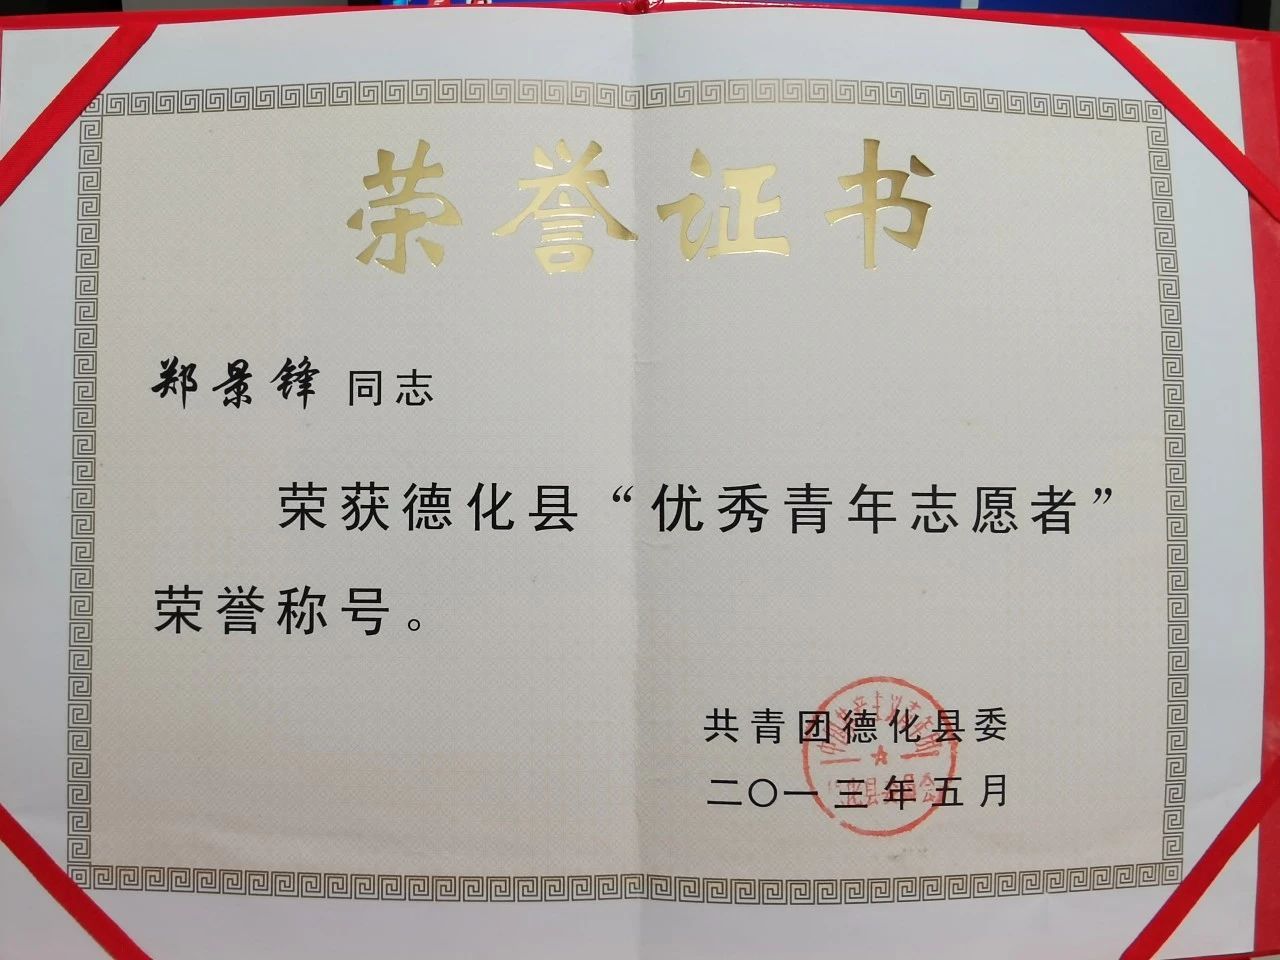 荣誉证书
郑景锋 同志
荣获德化县“优秀青年志愿者”
荣誉称号。
共青团德化县委
二〇一三年五月